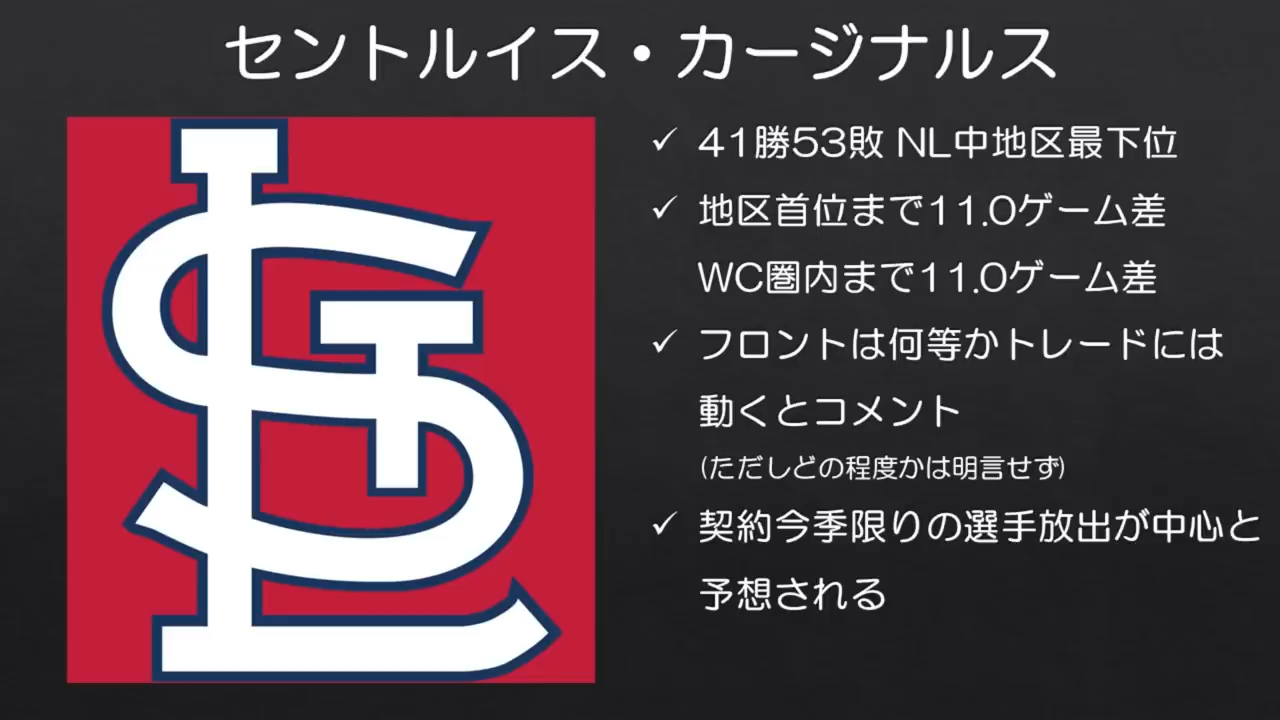 セントルイス・カージナルス
✓ 41勝53敗 NL中地区最下位
✓ 地区首位まで11.0ゲーム差
WC圏内まで11.0ゲーム差
✓ フロントは何等かトレードには
動くとコメント
(ただしどの程度かは明言せず)
✓ 契約今季限りの選手放出が中心と
予想される
STL